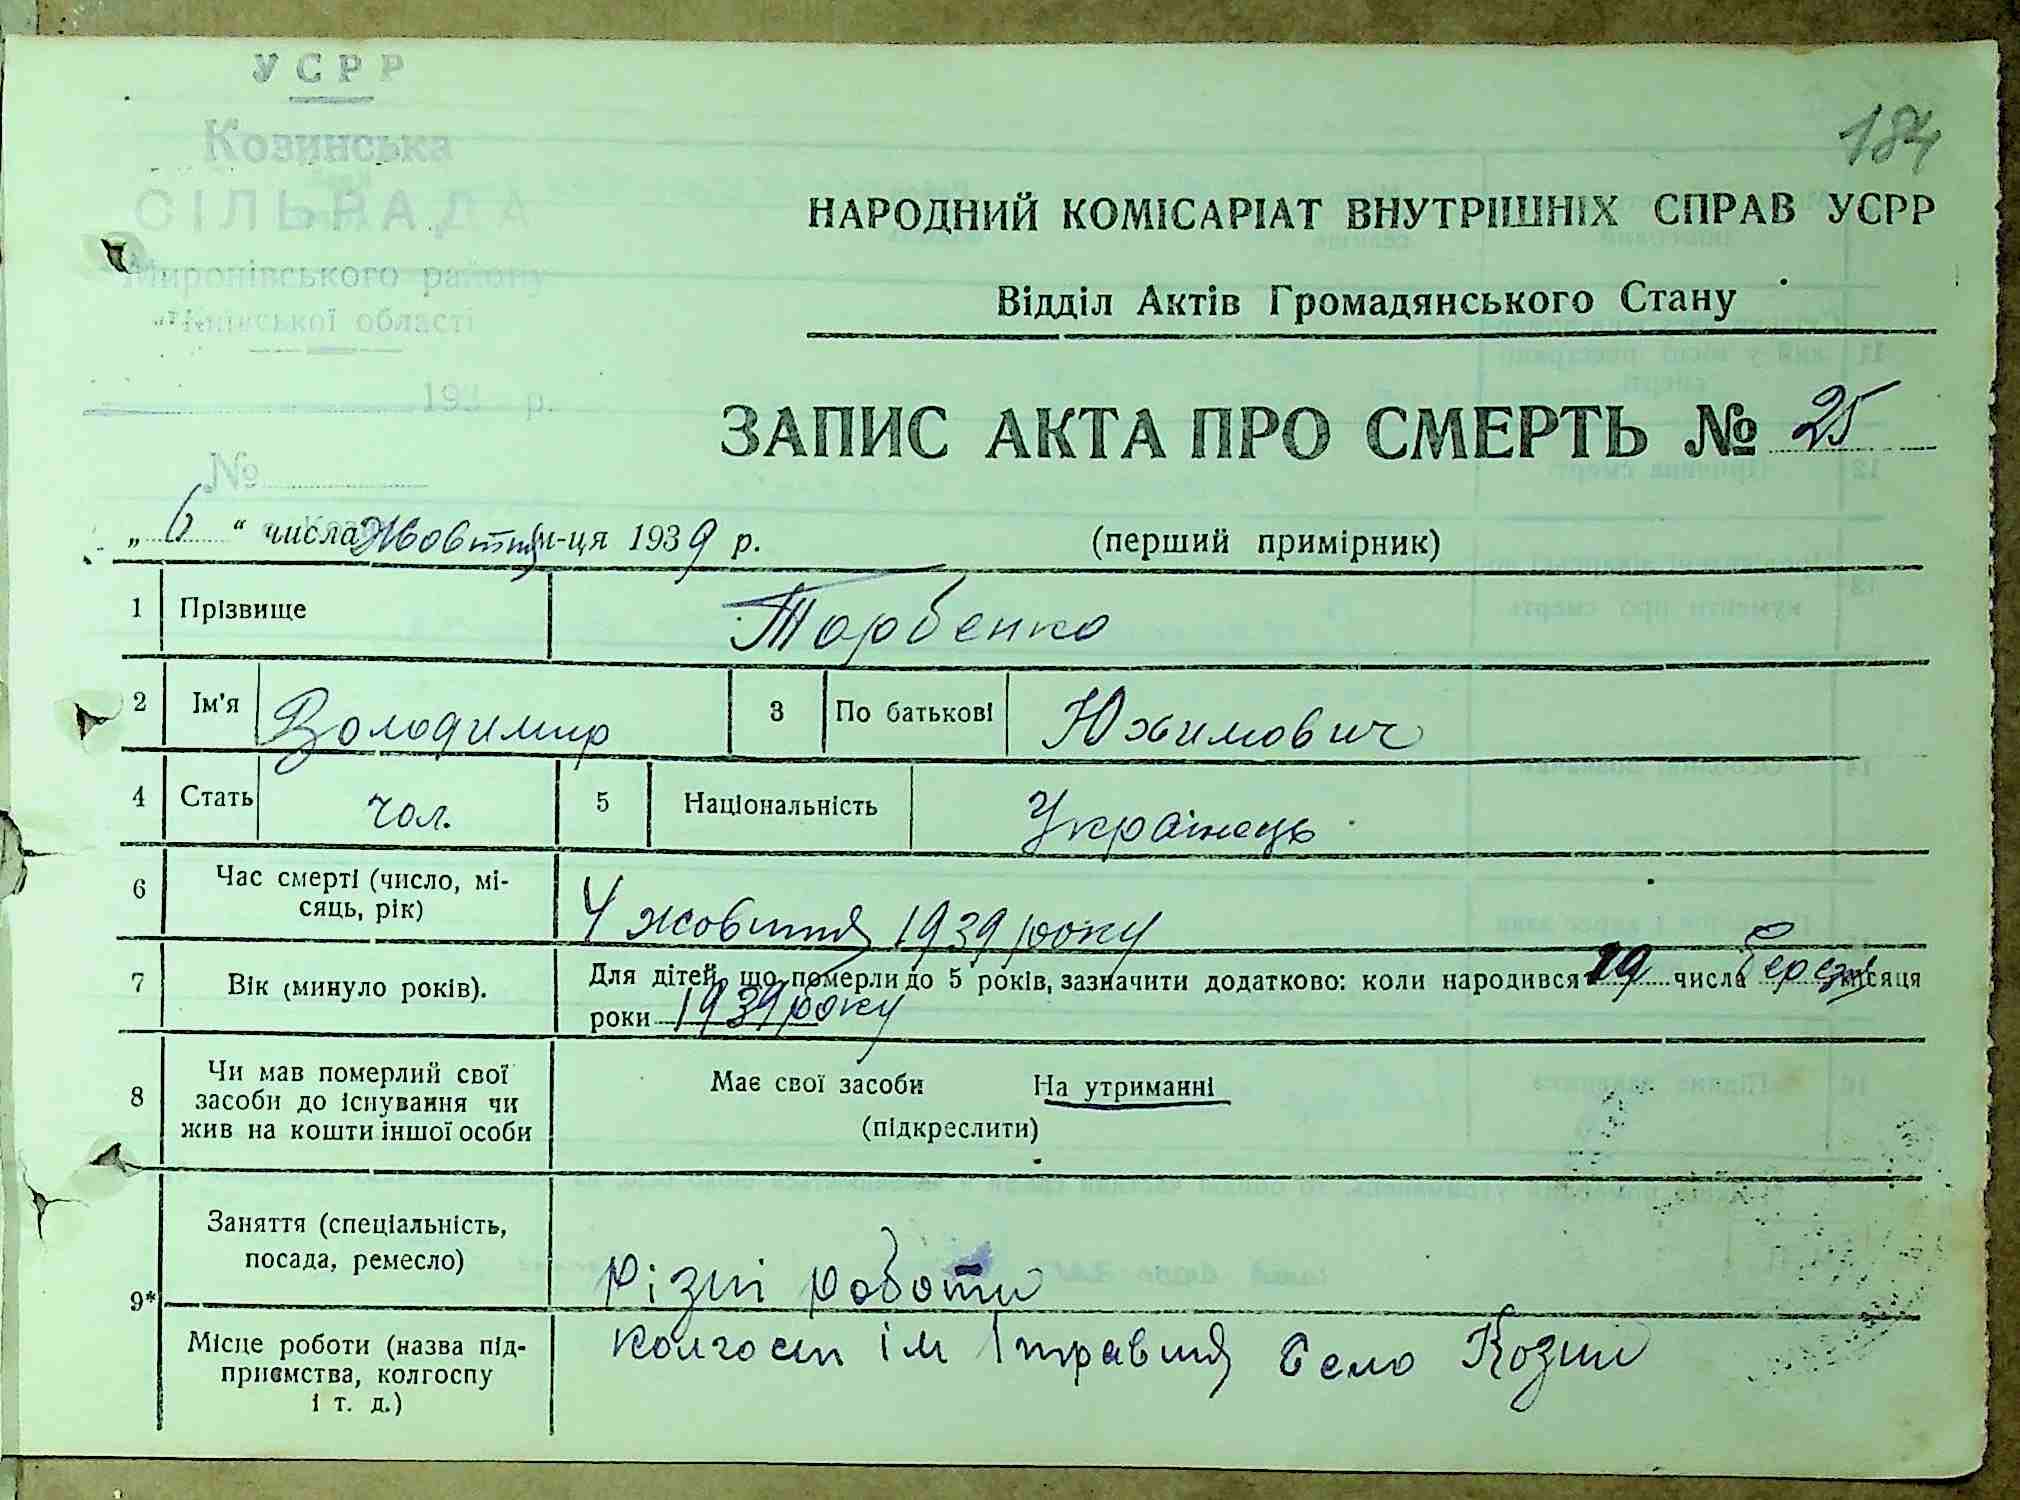 УСРР
Козинська
СІЛЬРАДА
Миронівського району
Київської області
193 р.
№
184
НАРОДНИЙ КОМІСАРІАТ ВНУТРІШНІХ СПРАВ УСРР
Відділ Актів Громадянського Стану
ЗАПИС АКТА ПРО СМЕРТЬ № 25
„ 6 “ числа Жовтня м-ця 1939 р. (перший примірник)
1 Прізвище Торбенко
2 Ім'я Володимир 3 По батькові Юхимович
4 Стать чол. 5 Національність Українець
6 Час смерті (число, мі-
сяць, рік) 4 жовтня 1939 року
7 Вік (минуло років). Для дітей, що померли до 5 років, зазначити додатково: коли народився 19 числа березня місяця
роки 1939 року
8 Чи мав померлий свої
засоби до існування чи
жив на кошти іншої особи
Має свої засоби На утриманні
(підкреслити)
9* Заняття (спеціальність,
посада, ремесло) різні роботи
Місце роботи (назва під-
приємства, колгоспу
і т. д.) колгосп ім 1 травня село Козин